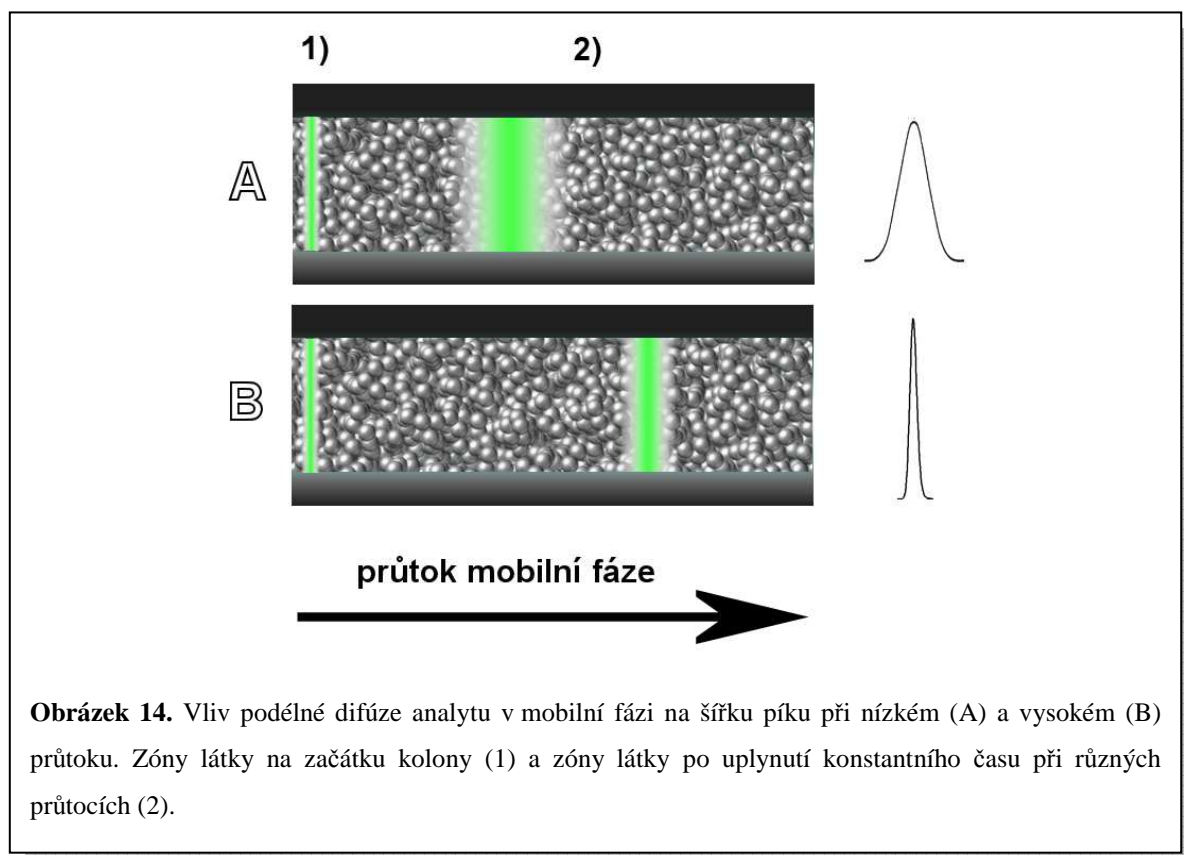 1) 2)
A
B
průtok mobilní fáze
Obrázek 14. Vliv podélné difúze analytu v mobilní fázi na šířku píku při nízkém (A) a vysokém (B)
průtoku. Zóny látky na začátku kolony (1) a zóny látky po uplynutí konstantního času při různých
průtocích (2).